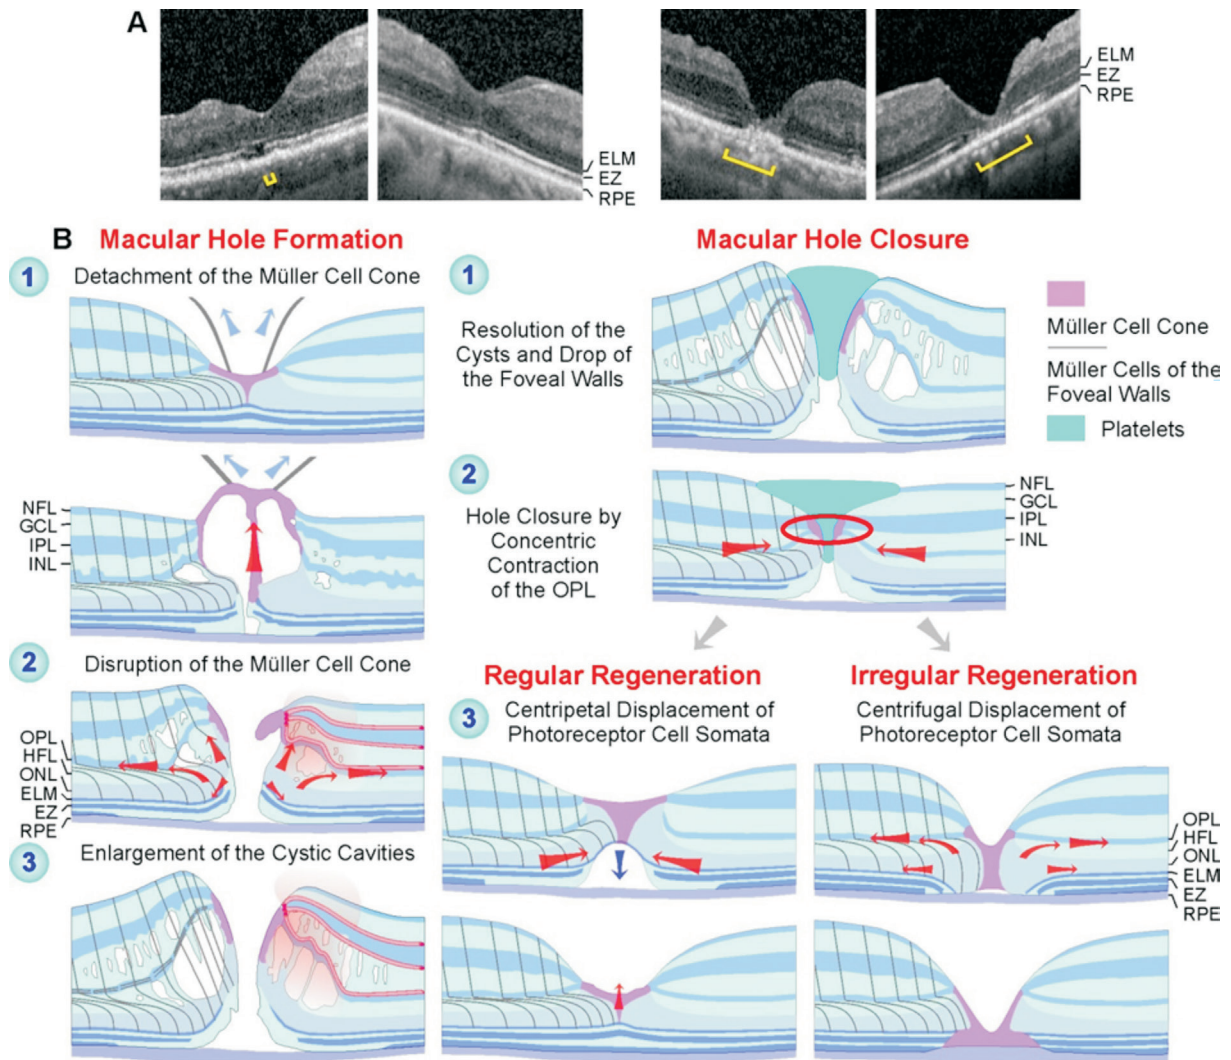 A
ELM
EZ
RPE
ELM
EZ
RPE
B
Macular Hole Formation
1
Detachment of the Müller Cell Cone
NFL
GCL
IPL
INL
2
Disruption of the Müller Cell Cone
OPL
HFL
ONL
ELM
EZ
RPE
3
Enlargement of the Cystic Cavities
Macular Hole Closure
1
Resolution of the
Cysts and Drop of
the Foveal Walls
Müller Cell Cone
Müller Cells of the
Foveal Walls
Platelets
2
Hole Closure by
Concentric
Contraction
of the OPL
NFL
GCL
IPL
INL
Regular Regeneration
3
Centripetal Displacement of
Photoreceptor Cell Somata
Irregular Regeneration
Centrifugal Displacement of
Photoreceptor Cell Somata
OPL
HFL
ONL
ELM
EZ
RPE